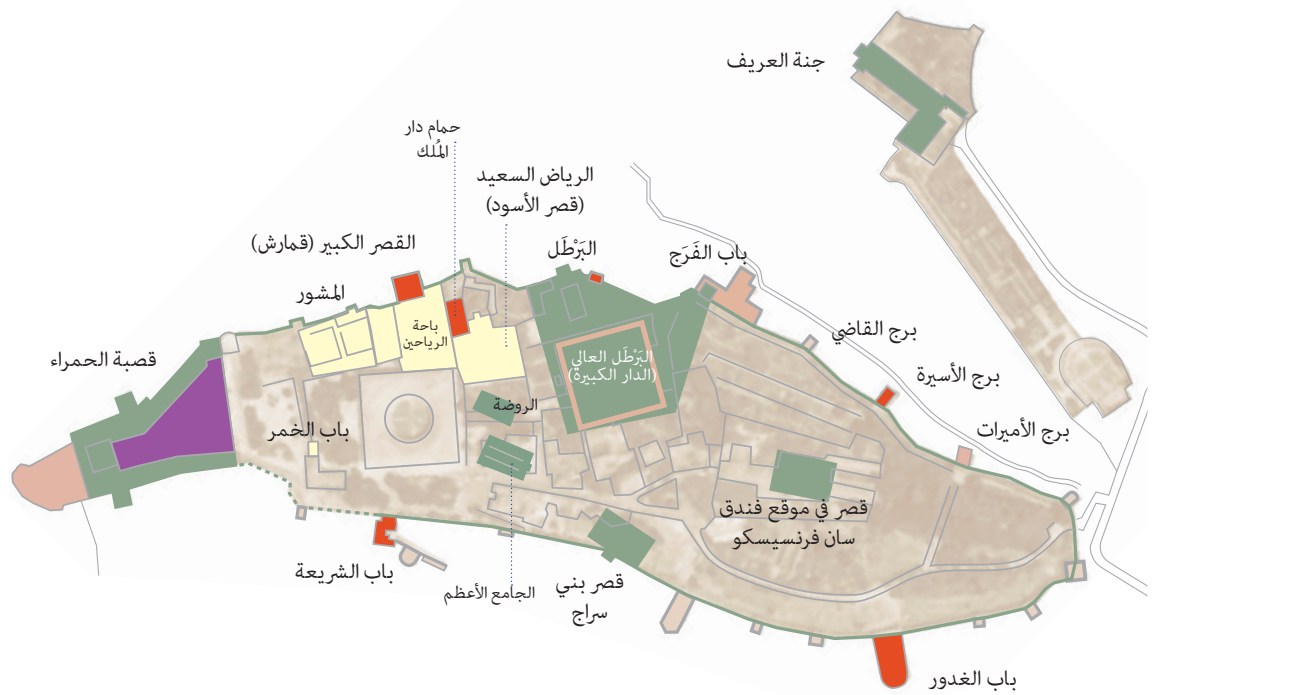 جنة العريف
حمام دار
المُلك
الرياض السعيد
(قصر الأسود)
القصر الكبير (قمارش)
البَرْطَل
باب الفَرَج
المشور
باحة
الرياحين
برج القاضي
قصبة الحمراء
البَرْطَل العالي
(الدار الكبيرة)
برج الأسيرة
الروضة
باب الخمر
برج الأميرات
قصر في موقع فندق
سان فرنسيسكو
باب الشريعة
الجامع الأعظم
قصر بني
سراج
باب الغدور